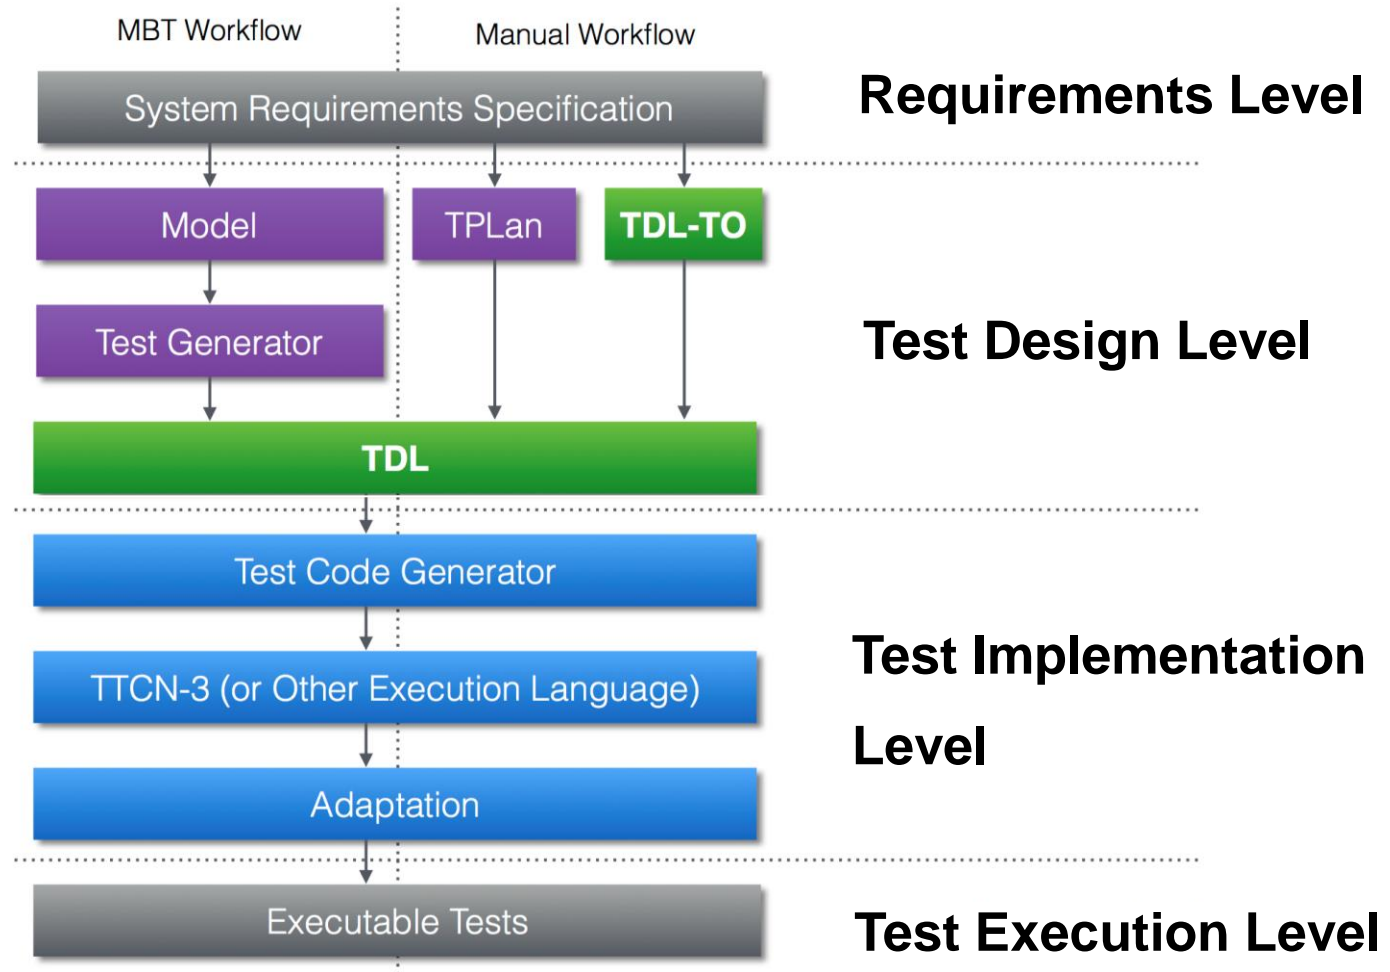 MBT Workflow
Manual Workflow
System Requirements Specification
Requirements Level
Model
TPLan
TDL-TO
Test Generator
Test Design Level
TDL
Test Code Generator
TTCN-3 (or Other Execution Language)
Test Implementation
Level
Adaptation
Executable Tests
Test Execution Level